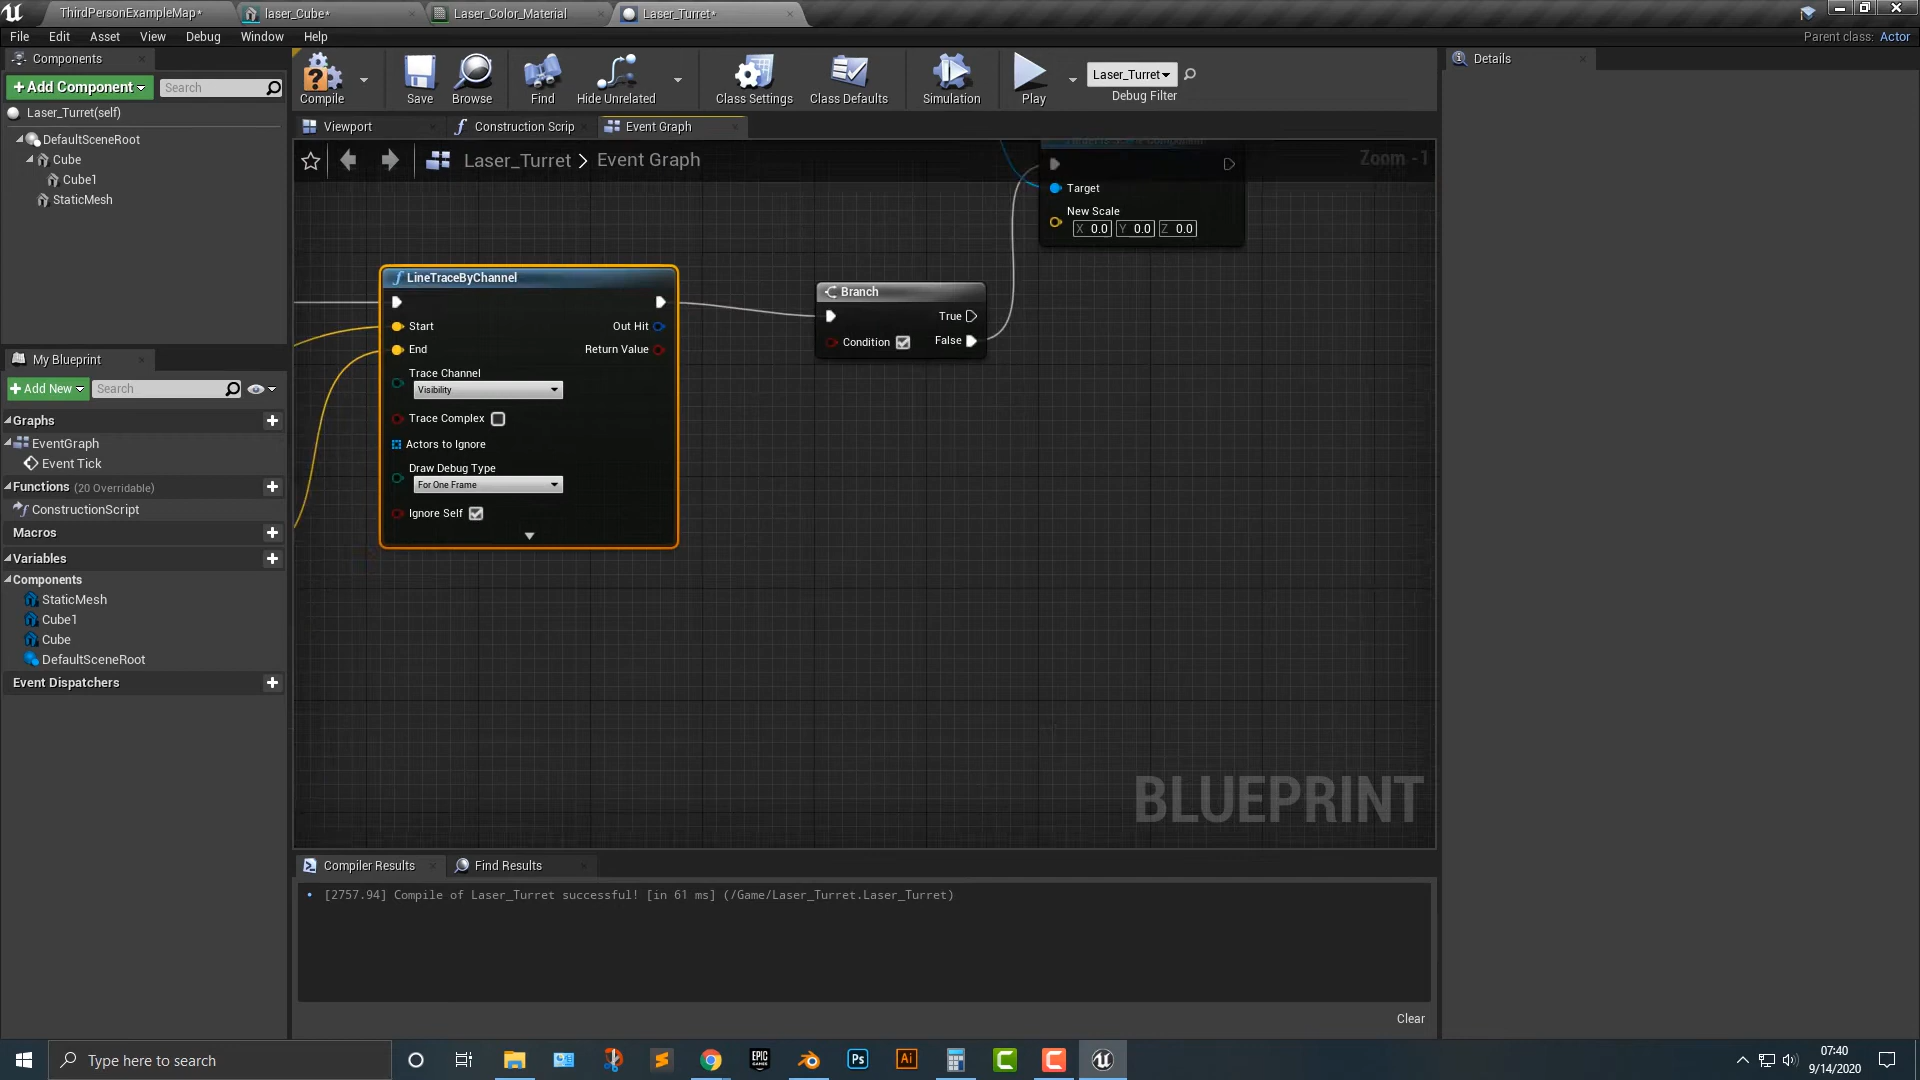 ThirdPersonExampleMap*
laser_Cube*
Laser_Color_Material
Laser_Turret*
File
Edit
Asset
View
Debug
Window
Help
Parent class: Actor
Components
+Add Component
Search
Laser_Turret(self)
DefaultSceneRoot
Cube
Cube1
StaticMesh
My Blueprint
+Add New
Search
Graphs
EventGraph
Event Tick
Functions (20 Overridable)
ConstructionScript
Macros
Variables
Components
StaticMesh
Cube1
Cube
DefaultSceneRoot
Event Dispatchers
Compile
Save
Browse
Find
Hide Unrelated
Class Settings
Class Defaults
Simulation
Play
Laser_Turret
Debug Filter
Viewport
Construction Scrip
Event Graph
Laser_Turret > Event Graph
Zoom -1
Target
New Scale
X 0.0 Y 0.0 Z 0.0
LineTraceByChannel
Start
Out Hit
End
Return Value
Trace Channel
Visibility
Trace Complex
Actors to Ignore
Draw Debug Type
For One Frame
Ignore Self
Branch
True
Condition
False
BLUEPRINT
Compiler Results
Find Results
[2757.94] Compile of Laser_Turret successful! [in 61 ms] (/Game/Laser_Turret.Laser_Turret)
Clear
Details
Type here to search
EPIC
GAMES
Ps
Ai
07:40
9/14/2020